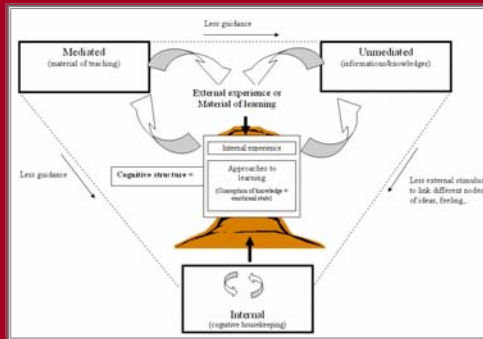 Less guidance
Mediated
(material of teaching)
Unmediated
(informations/knowledges)
External experience or
Material of learning
Internal experience
Less guidance
Cognitive structure =
Approaches to
learning
(Conception of knowledge +
emotional state)
Less external stimulus
to link different nodes
of ideas, feeling,..
Internal
(cognitive housekeeping)